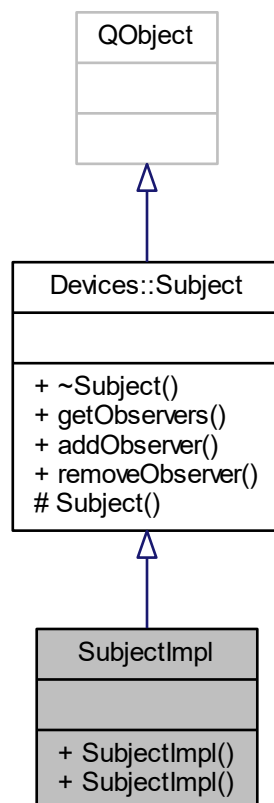 QObject
Devices::Subject
+ ~Subject()
+ getObservers()
+ addObserver()
+ removeObserver()
# Subject()
SubjectImpl
+ SubjectImpl()
+ SubjectImpl()